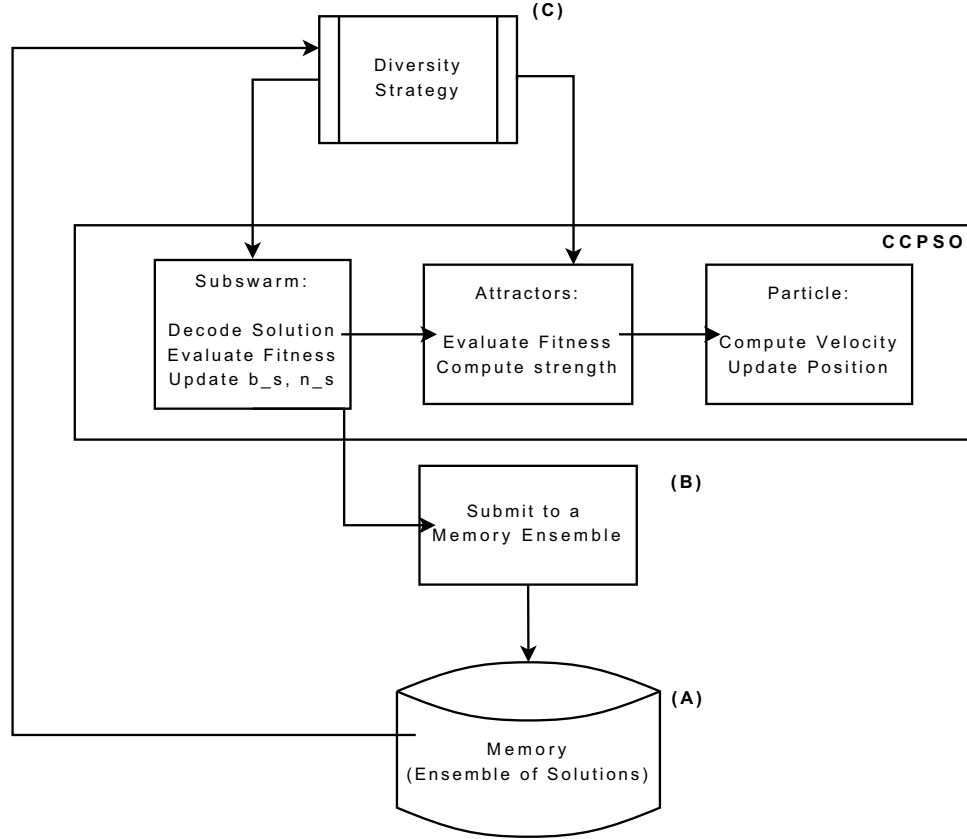 (C)
Diversity
Strategy
CCPSO
Subswarm:
Decode Solution
Evaluate Fitness
Update b_s, n_s
Attractors:
Evaluate Fitness
Compute strength
Particle:
Compute Velocity
Update Position
(B)
Submit to a
Memory Ensemble
(A)
Memory
(Ensemble of Solutions)